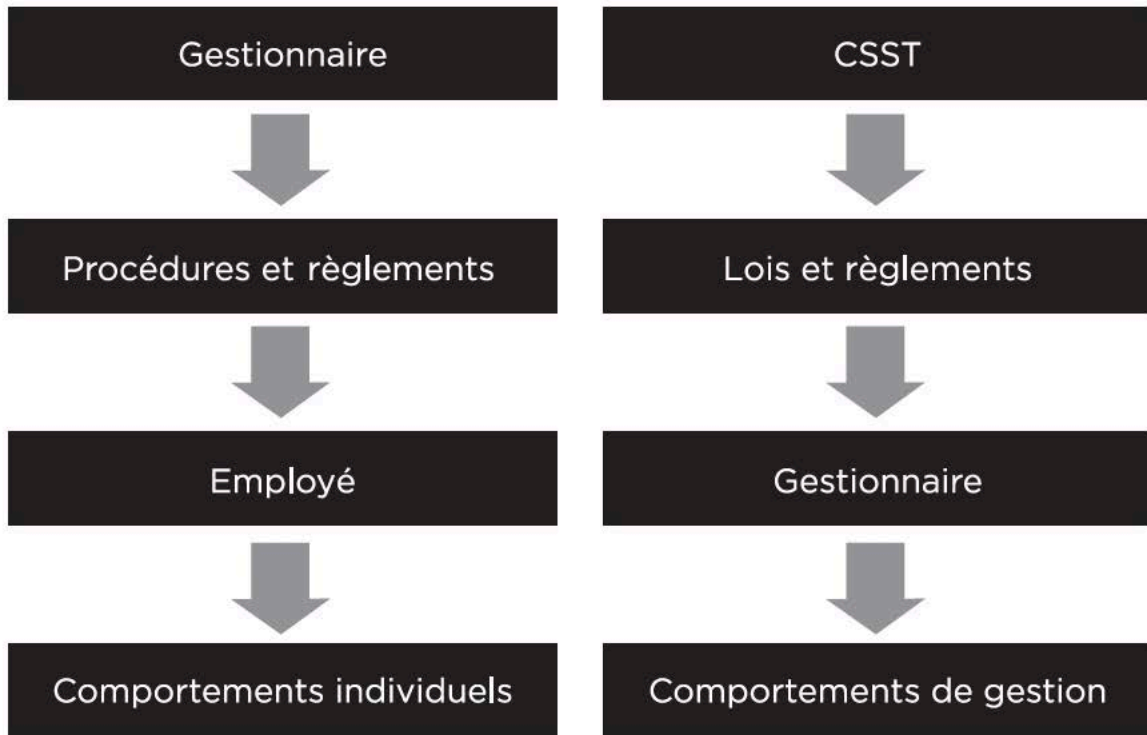 Gestionnaire
Procédures et règlements
Employé
Comportements individuels
CSST
Lois et règlements
Gestionnaire
Comportements de gestion